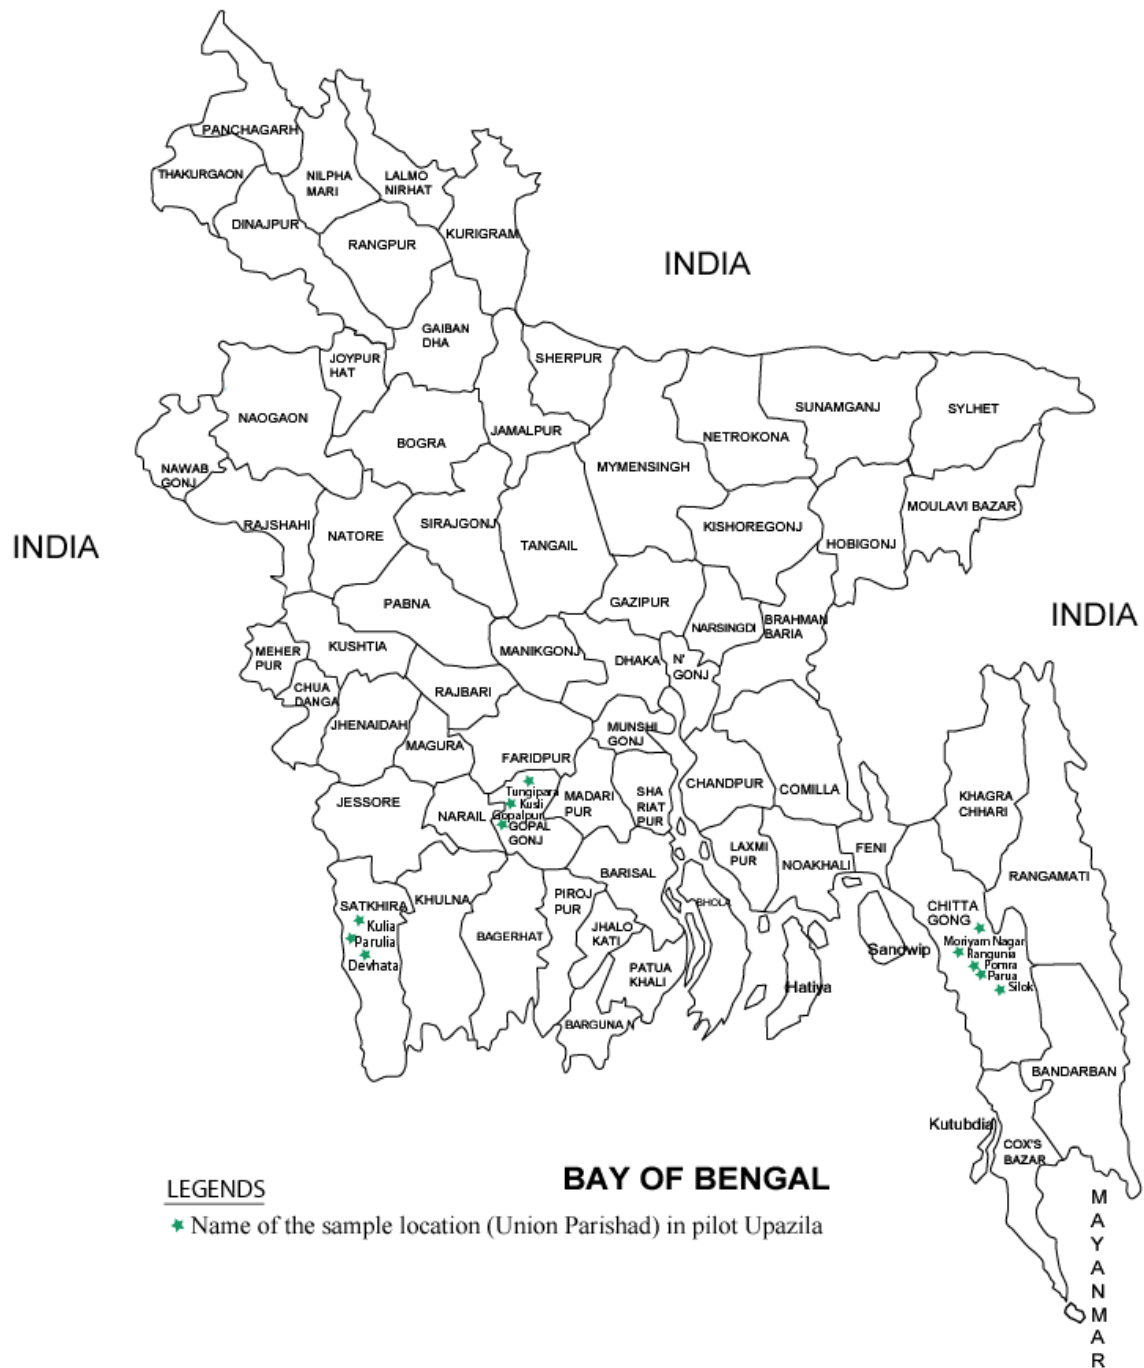 PANCHAGARH
THAKURGAON
NILPHA
MARI
LALMO
NIRHAT
DINAJPUR
RANGPUR
KURIGRAM
INDIA
GAIBAN
DHA
JOYPUR
HAT
SHERPUR
NAOGAON
BOGRA
JAMALPUR
SUNAMGANJ
SYLHET
NETROKONA
MYMENSINGH
NAWAB
GONJ
RAJSHAHI
NATORE
SIRAJGONJ
TANGAIL
KISHOREGONJ
HOBIGONJ
MOULAVI BAZAR
INDIA
PABNA
GAZIPUR
NARSINGDI
BRAHMAN
BARIA
INDIA
MEHER
PUR
KUSHTIA
MANIKGONJ
DHAKA
N'
GONJ
CHUA
DANGA
RAJBARI
JHENAIDAH
MAGURA
FARIDPUR
MUNSHI
GONJ
JESSORE
NARAIL
Tungipara
Kusli
Gopalpur
GOPAL
GONJ
MADARI
PUR
SHA
RIAT
PUR
CHANDPUR
COMILLA
KHAGRA
CHHARI
LAXMI
PUR
NOAKHALI
FENI
RANGAMATI
SATKHIRA
Kulia
Parulia
Devhata
KHULNA
BAGERHAT
PIROJ
PUR
BARISAL
JHALO
KATI
BHOLA
PATUA
KHALI
BARGUNA N
Hatiya
Sandwip
CHITTA
GONG
Moriyam Nagar
Rangunia
Pomra
Parua
Silok
BANDARBAN
Kutubdia
COX'S
BAZAR
BAY OF BENGAL
M
A
Y
A
N
M
A
R
LEGENDS
Name of the sample location (Union Parishad) in pilot Upazila